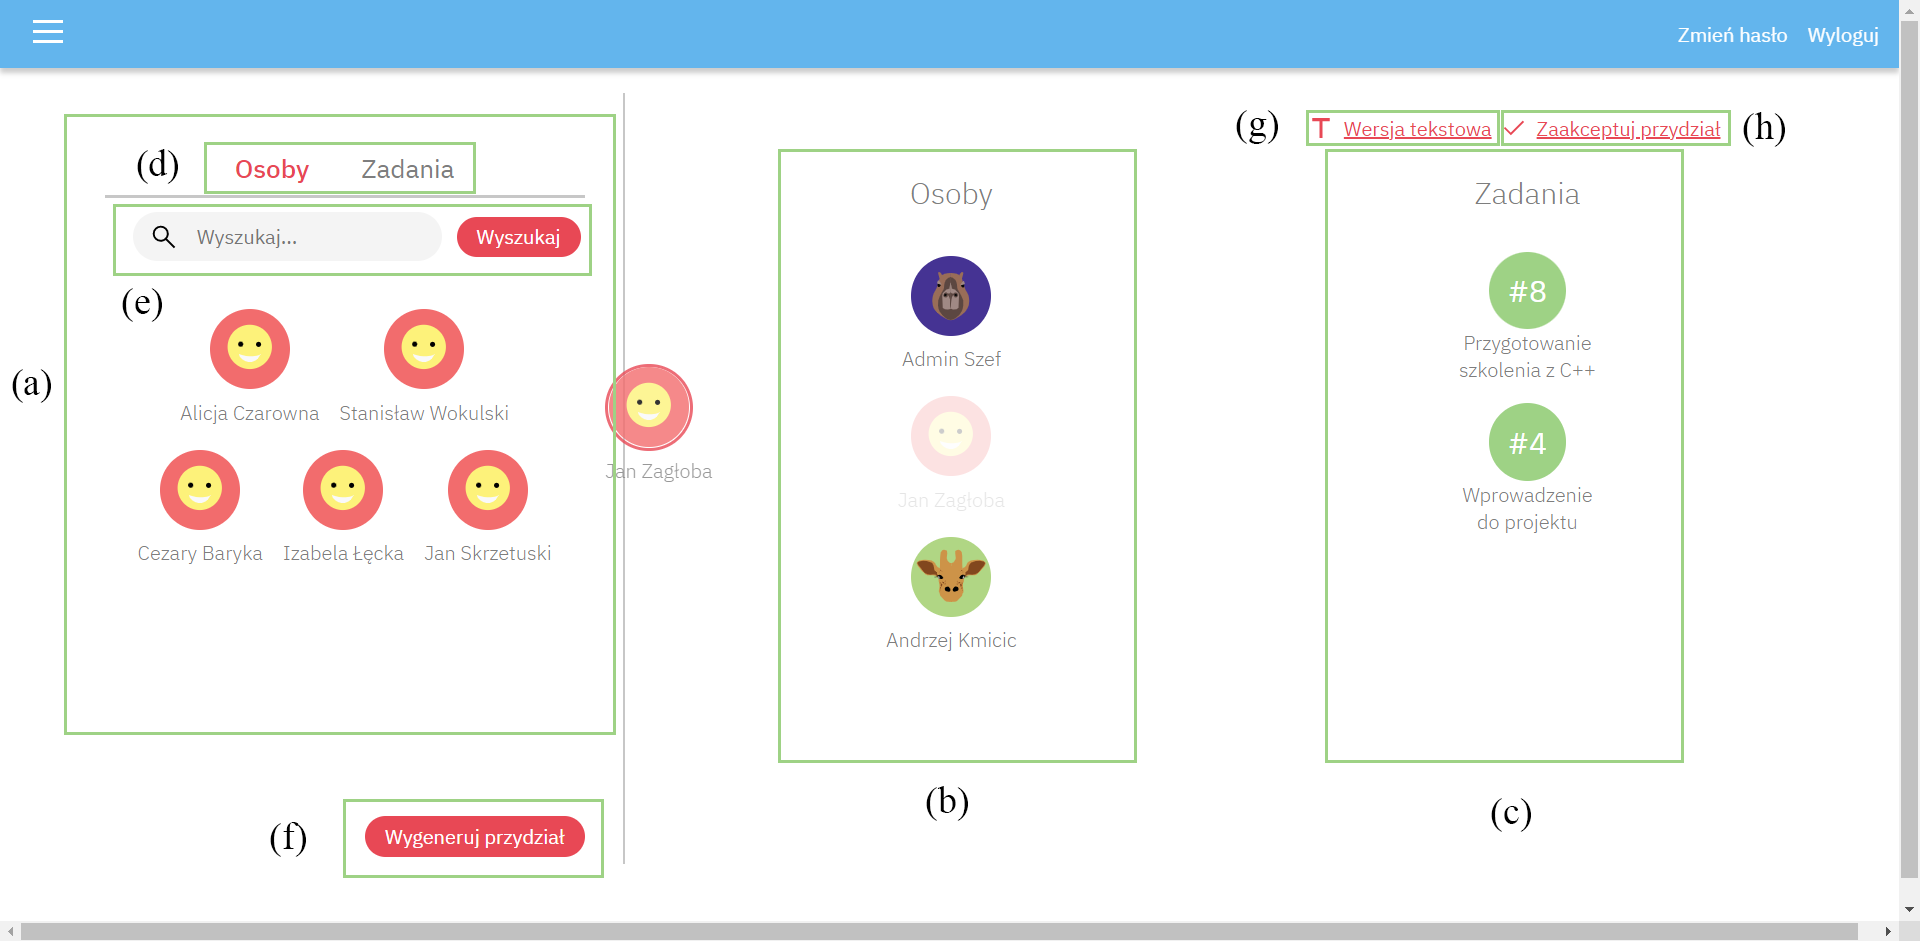 Zmień hasło Wyloguj
(g) Wersja tekstowa Zaakceptuj przydział (h)
(d) Osoby Zadania
Wyszukaj... Wyszukaj
(e)
(a)
Alicja Czarowna Stanisław Wokulski
Cezary Baryka Izabela Łęcka Jan Skrzetuski
Jan Zagłoba
(f) Wygeneruj przydział
Osoby
Admin Szef
Jan Zagłoba
Andrzej Kmicic
(b)
Zadania
#8
Przygotowanie
szkolenia z C++
#4
Wprowadzenie
do projektu
(c)